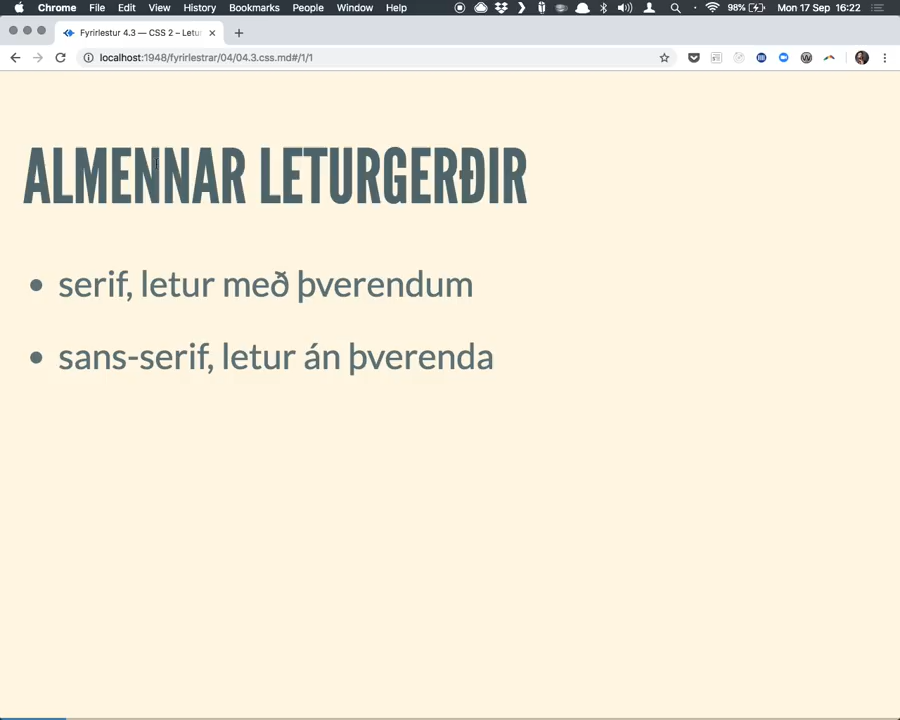 Chrome File Edit View History Bookmarks People Window Help 98% Mon 17 Sep 16:22
Fyrirlestur 4.3 — CSS 2 – Letu
localhost:1948/fyrirlestrar/04/04.3.css.md#/1/1
ALMENNAR LETURGERÐIR
• serif, letur með þverendum
• sans-serif, letur án þverenda